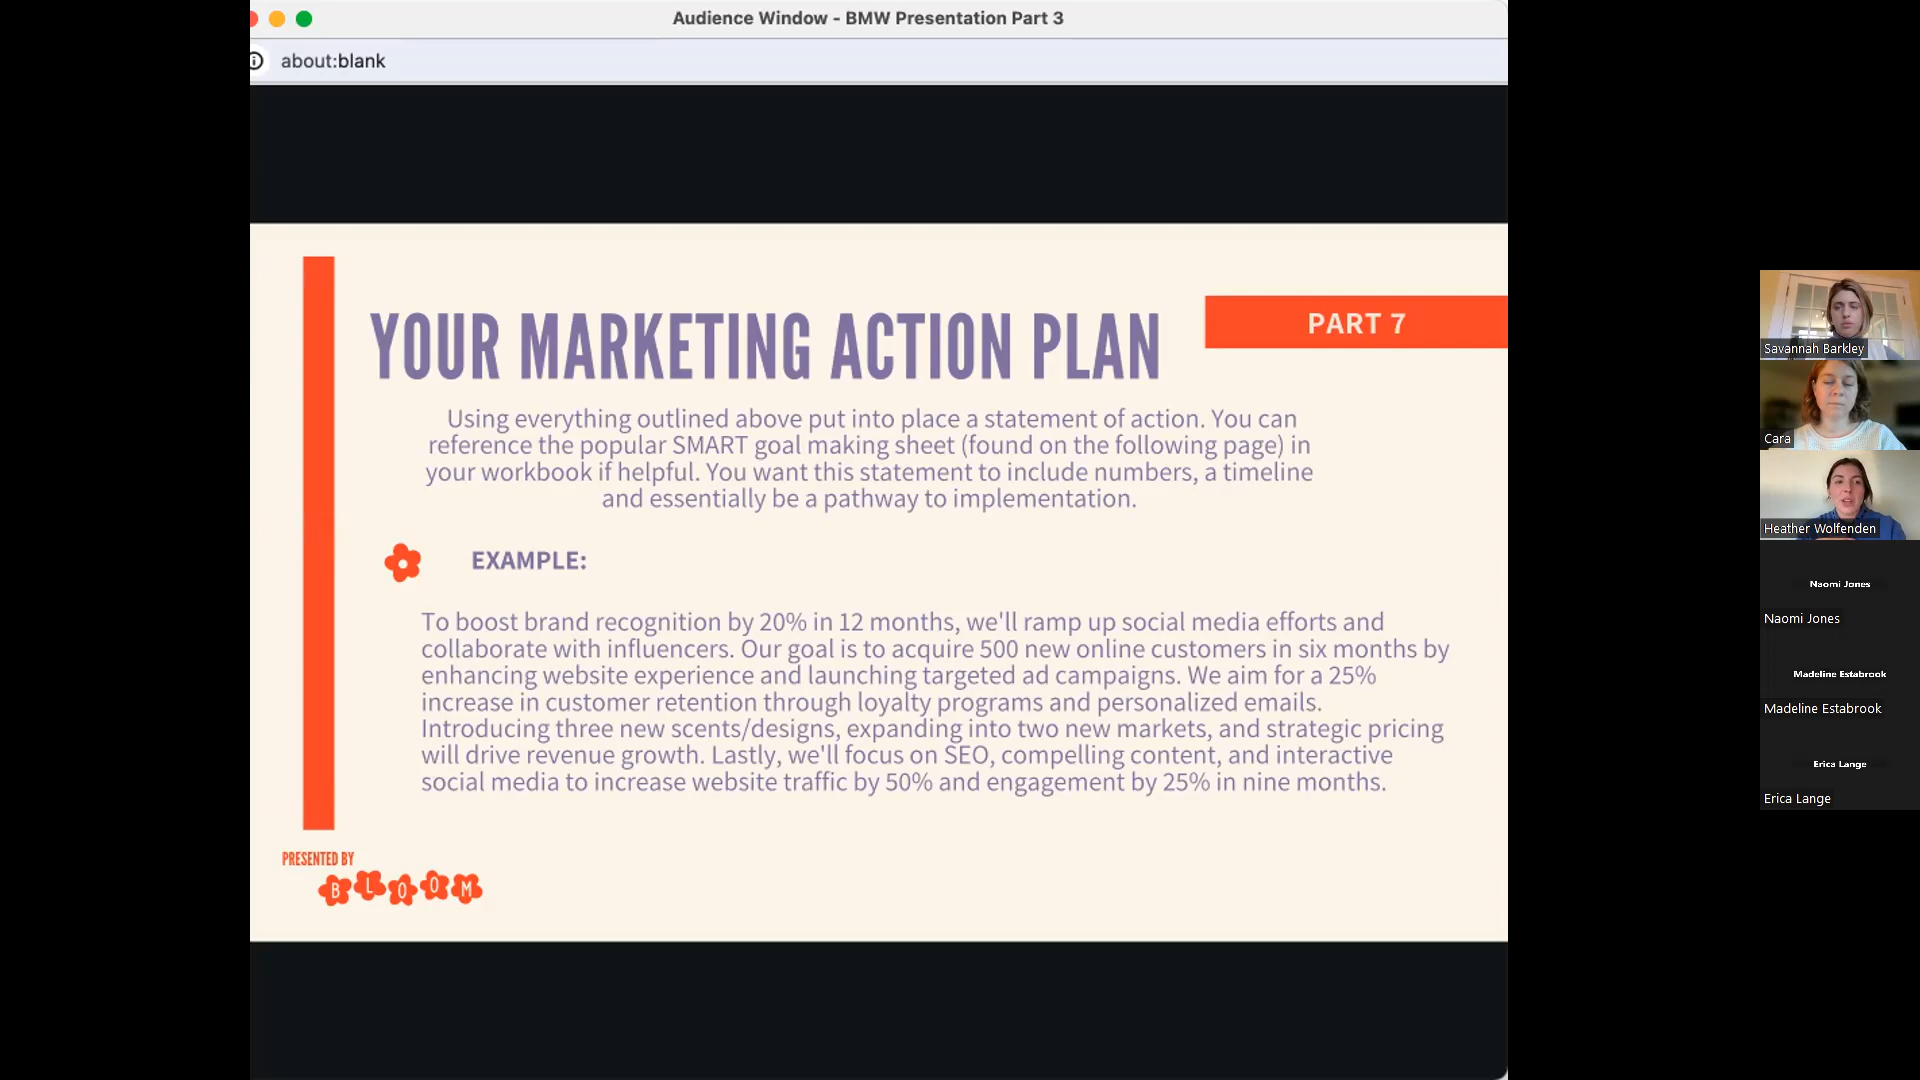 Audience Window - BMW Presentation Part 3
about:blank
YOUR MARKETING ACTION PLAN
PART 7
Using everything outlined above put into place a statement of action. You can
reference the popular SMART goal making sheet (found on the following page) in
your workbook if helpful. You want this statement to include numbers, a timeline
and essentially be a pathway to implementation.
EXAMPLE:
To boost brand recognition by 20% in 12 months, we'll ramp up social media efforts and
collaborate with influencers. Our goal is to acquire 500 new online customers in six months by
enhancing website experience and launching targeted ad campaigns. We aim for a 25%
increase in customer retention through loyalty programs and personalized emails.
Introducing three new scents/designs, expanding into two new markets, and strategic pricing
will drive revenue growth. Lastly, we'll focus on SEO, compelling content, and interactive
social media to increase website traffic by 50% and engagement by 25% in nine months.
PRESENTED BY
BLOOM
Savannah Barkley
Cara
Heather Wolfenden
Naomi Jones
Naomi Jones
Madeline Estabrook
Madeline Estabrook
Erica Lange
Erica Lange